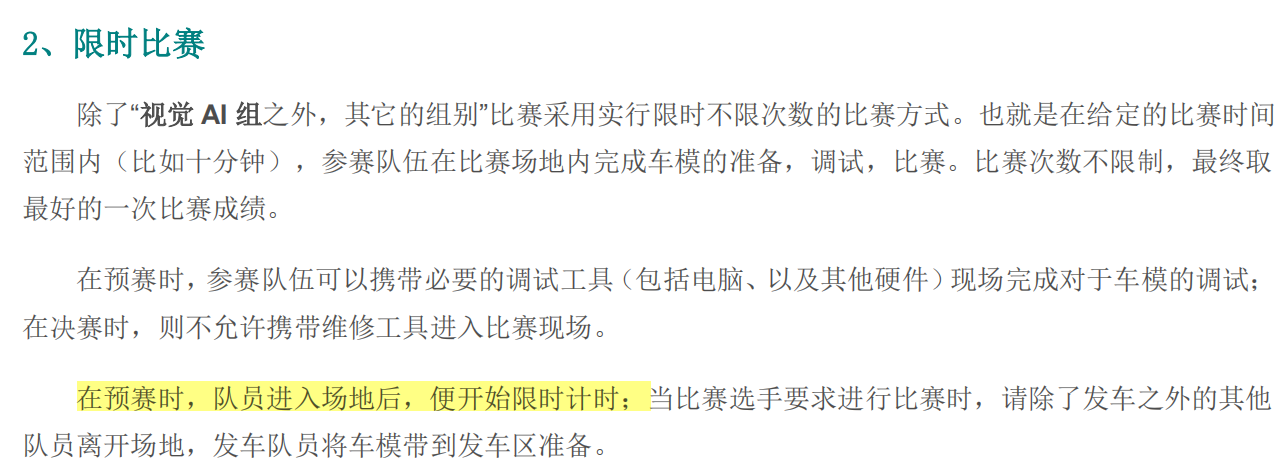 2、限时比赛
除了“视觉 AI 组之外，其它的组别”比赛采用实行限时不限次数的比赛方式。也就是在给定的比赛时间
范围内（比如十分钟），参赛队伍在比赛场地内完成车模的准备，调试，比赛。比赛次数不限制，最终取
最好的一次比赛成绩。
在预赛时，参赛队伍可以携带必要的调试工具（包括电脑、以及其他硬件）现场完成对于车模的调试；
在决赛时，则不允许携带维修工具进入比赛现场。
在预赛时，队员进入场地后，便开始限时计时；当比赛选手要求进行比赛时，请除了发车之外的其他
队员离开场地，发车队员将车模带到发车区准备。